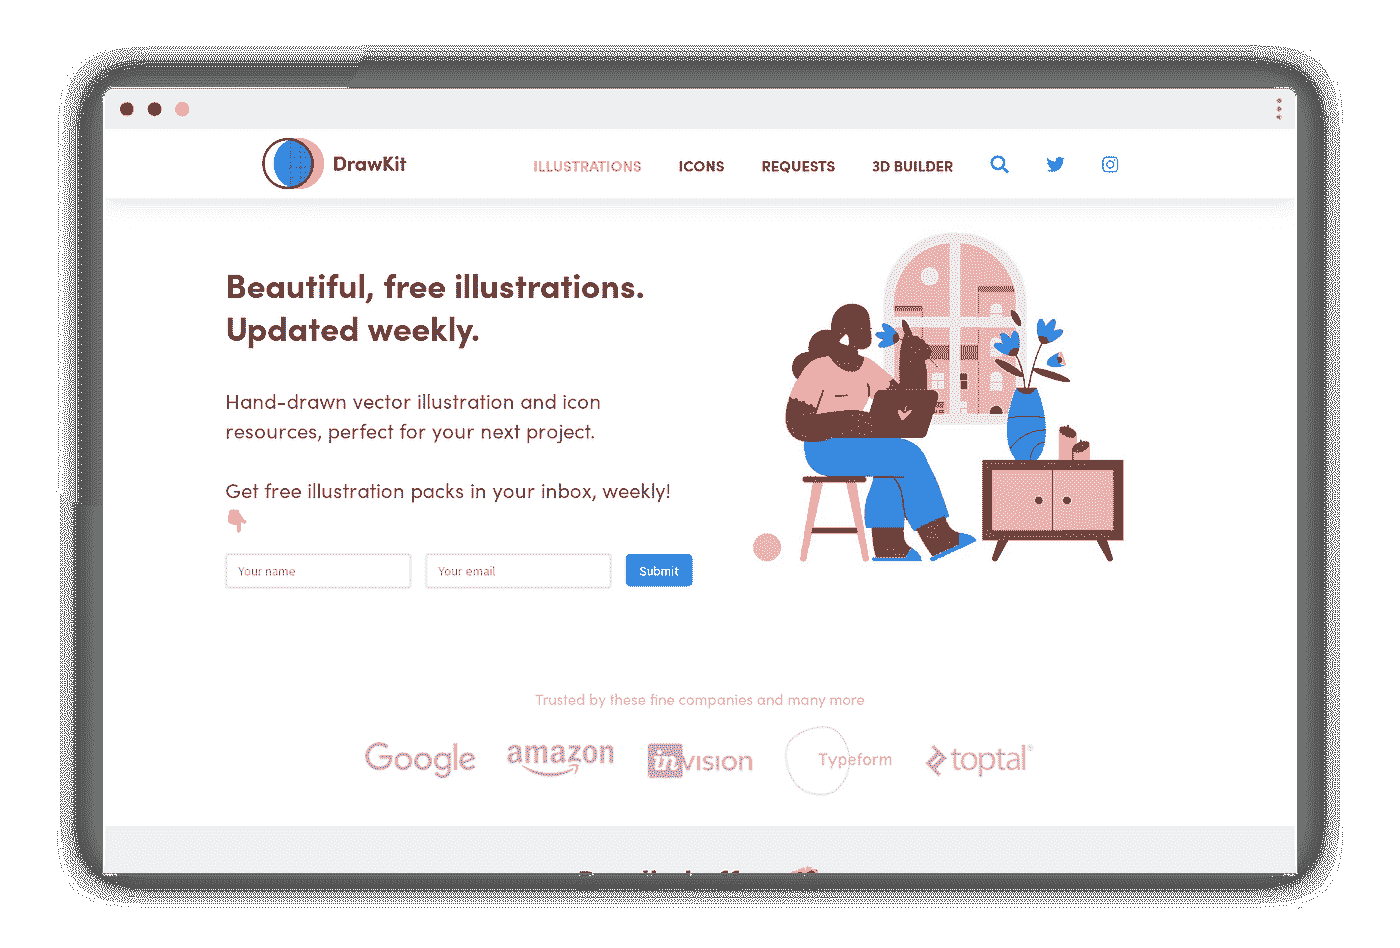 DrawKit
ILLUSTRATIONS ICONS REQUESTS 3D BUILDER
Beautiful, free illustrations.
Updated weekly.
Hand-drawn vector illustration and icon
resources, perfect for your next project.
Get free illustration packs in your inbox, weekly!
Your name Your email Submit
Trusted by these fine companies and many more
Google amazon invision Typeform toptal